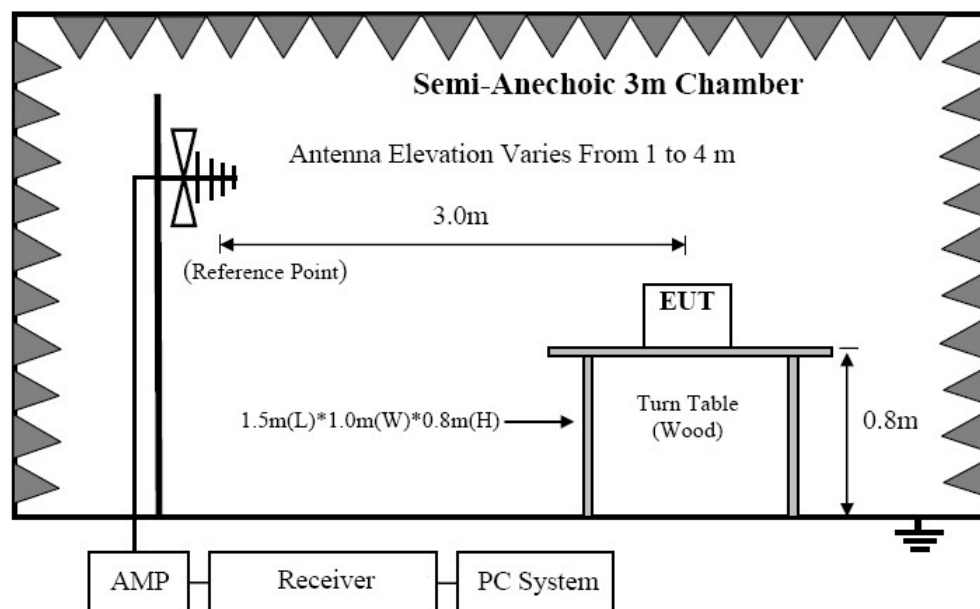 Semi-Anechoic 3m Chamber
Antenna Elevation Varies From 1 to 4 m
3.0m
(Reference Point)
EUT
1.5m(L)*1.0m(W)*0.8m(H)
Turn Table
(Wood)
0.8m
AMP
Receiver
PC System